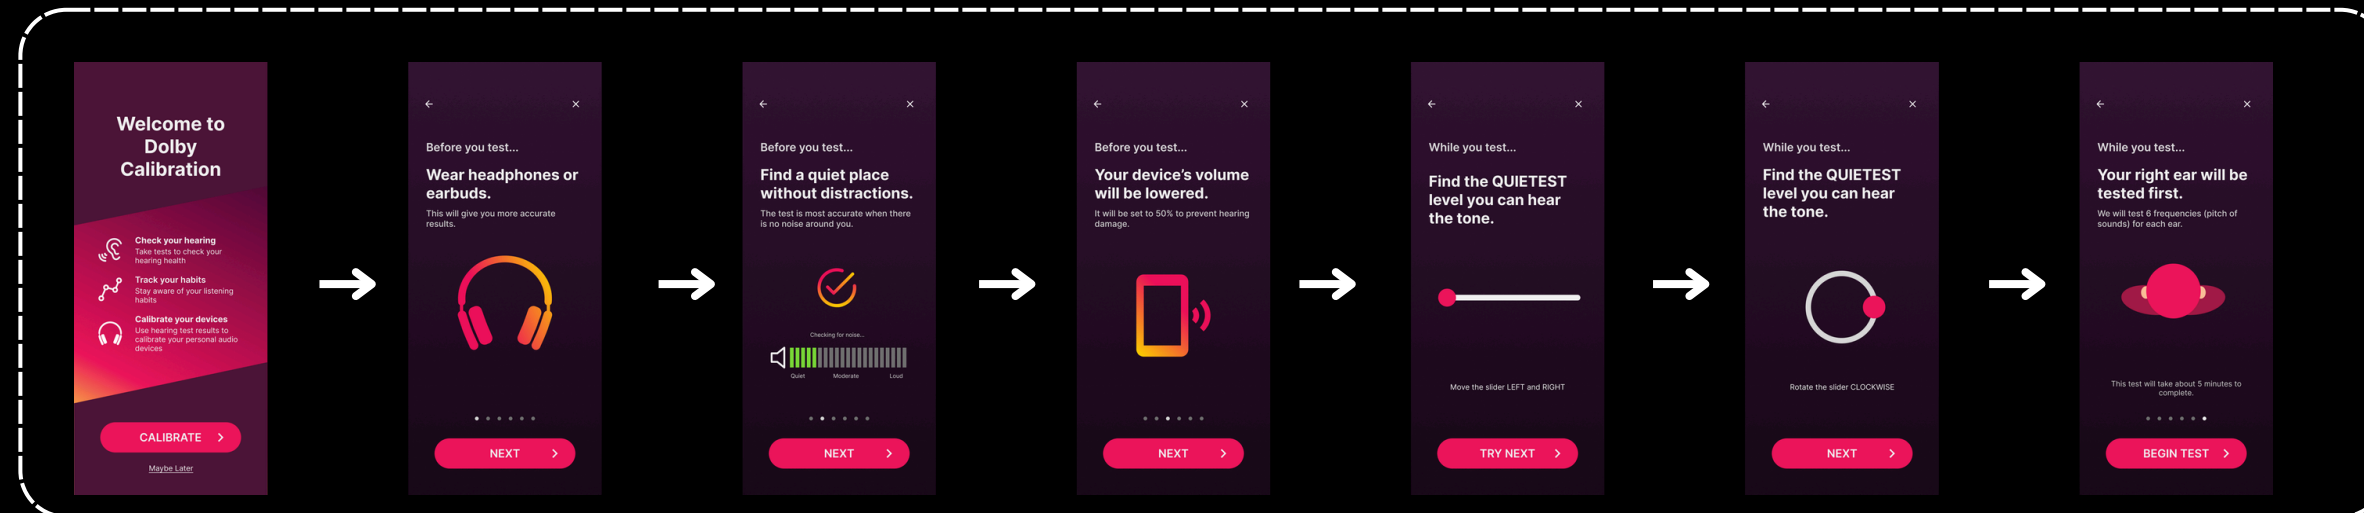 Welcome to
Dolby
Calibration
Check your hearing
Take tests to check your
hearing health
Track your habits
Stay aware of your listening
habits
Calibrate your devices
Use hearing test results to
calibrate your personal audio
devices
CALIBRATE
Maybe Later
Before you test...
Wear headphones or
earbuds.
This will give you more accurate
results.
NEXT
Before you test...
Find a quiet place
without distractions.
The test is most accurate when there
is no noise around you.
Checking for noise...
Quiet Moderate Loud
NEXT
Before you test...
Your device’s volume
will be lowered.
It will be set to 50% to prevent hearing
damage.
NEXT
While you test...
Find the QUIETEST
level you can hear
the tone.
Move the slider LEFT and RIGHT
TRY NEXT
While you test...
Find the QUIETEST
level you can hear
the tone.
Rotate the slider CLOCKWISE
NEXT
While you test...
Your right ear will be
tested first.
We will test 6 frequencies (pitch of
sounds) for each ear.
This test will take about 5 minutes to
complete.
BEGIN TEST